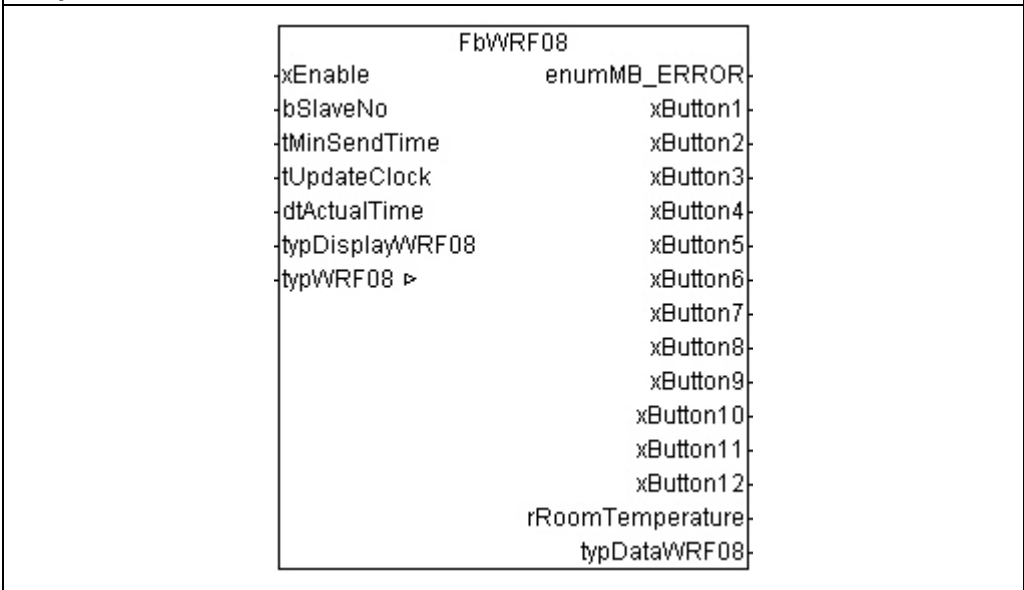 FbWRF08
xEnable enumMB_ERROR
bSlaveNo xButton1
tMinSendTime xButton2
tUpdateClock xButton3
dtActualTime xButton4
typDisplayWRF08 xButton5
typWRF08 ▹ xButton6
xButton7
xButton8
xButton9
xButton10
xButton11
xButton12
rRoomTemperature
typDataWRF08